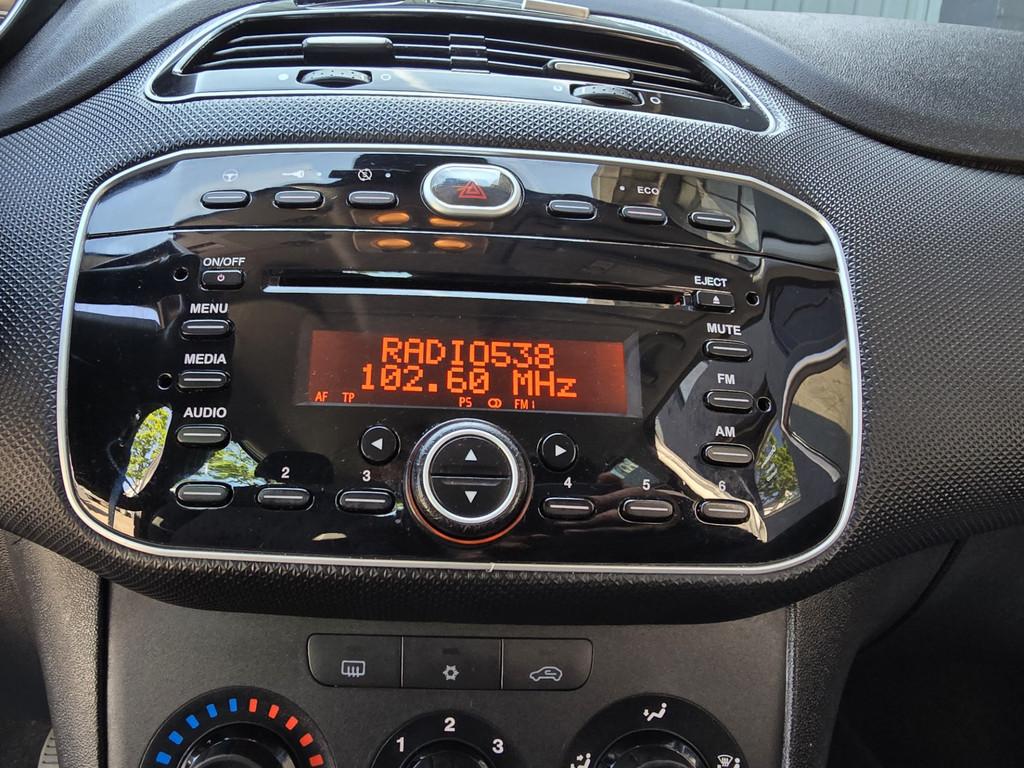 ECO
ON/OFF
EJECT
MENU
MUTE
MEDIA
FM
AUDIO
AM
RADIO538
102.60 MHz
AF TP PS FM1
2 3 4 5 6
1 2 3